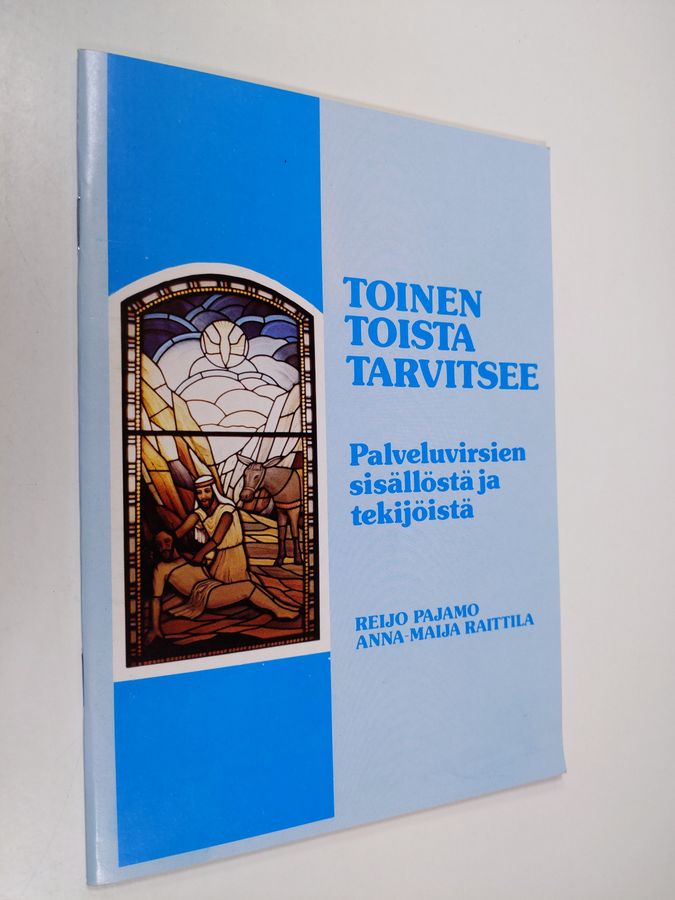 TOINEN
TOISTA
TARVITSEE
Palveluvirsien
sisällöstä ja
tekijöistä
REIJO PAJAMO
ANNA-MAIJA RAITTILA